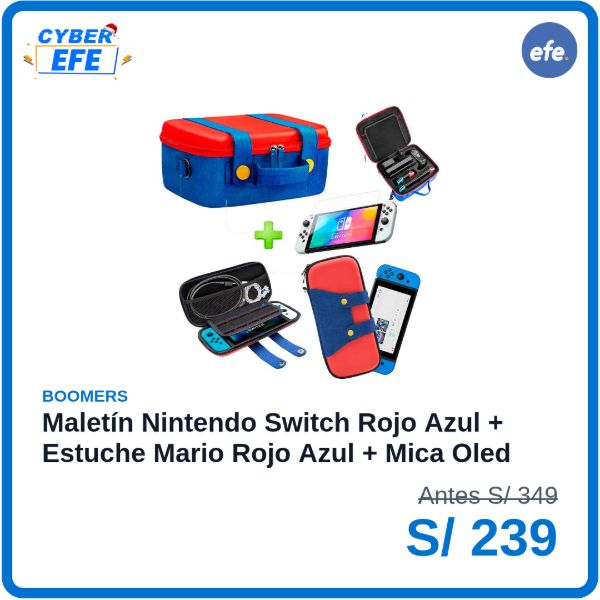 CYBER
EFE
efe.
BOOMERS
Maletín Nintendo Switch Rojo Azul +
Estuche Mario Rojo Azul + Mica Oled
Antes S/ 349
S/ 239